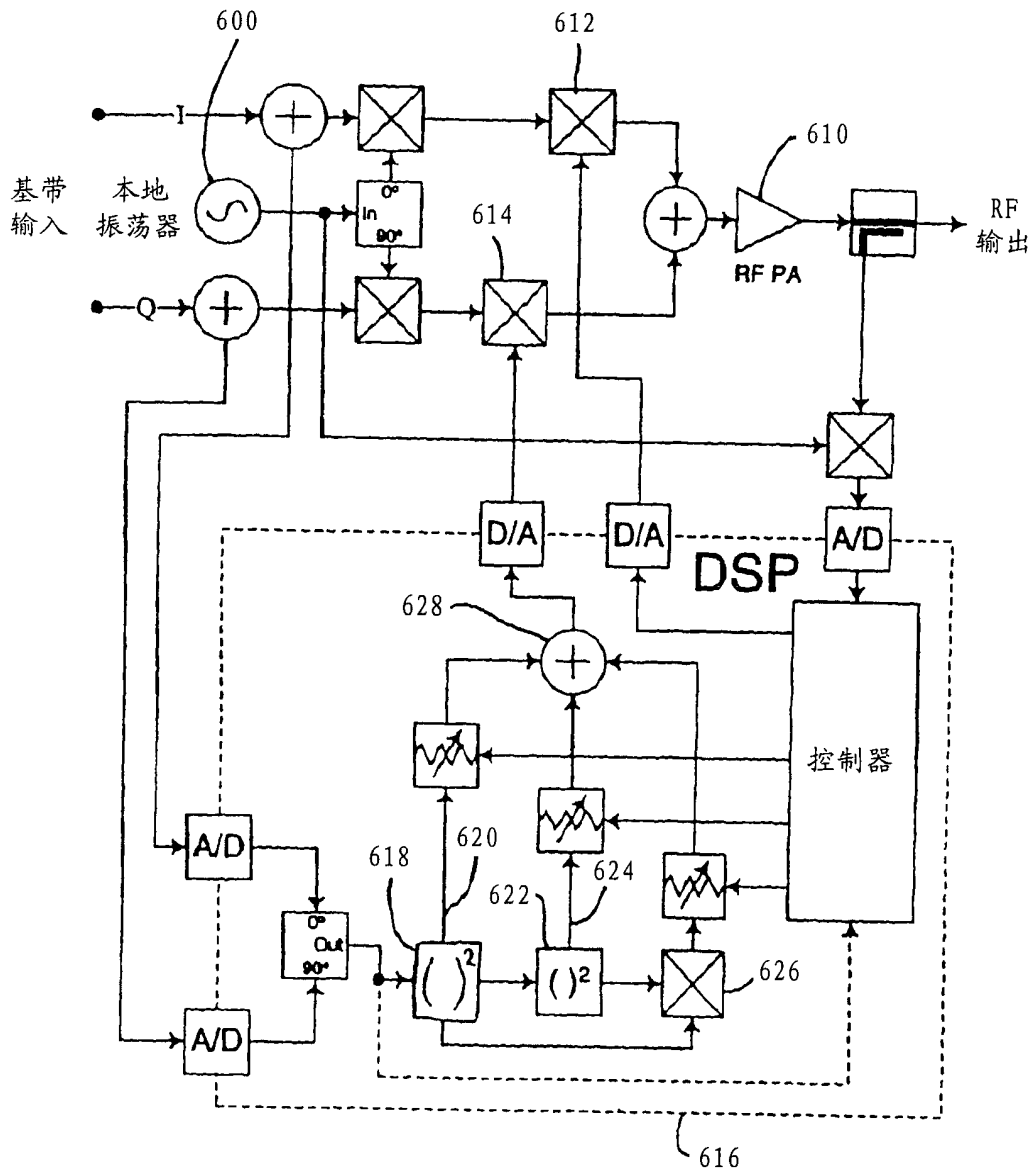 600
612
I
610
基带 本地
输入 振荡器
0°
In
90°
614
RF
输出
RF PA
Q
D/A
D/A
A/D
DSP
628
控制器
A/D
620
618
624
622
0°
Out
90°
( )²
( )²
626
A/D
616